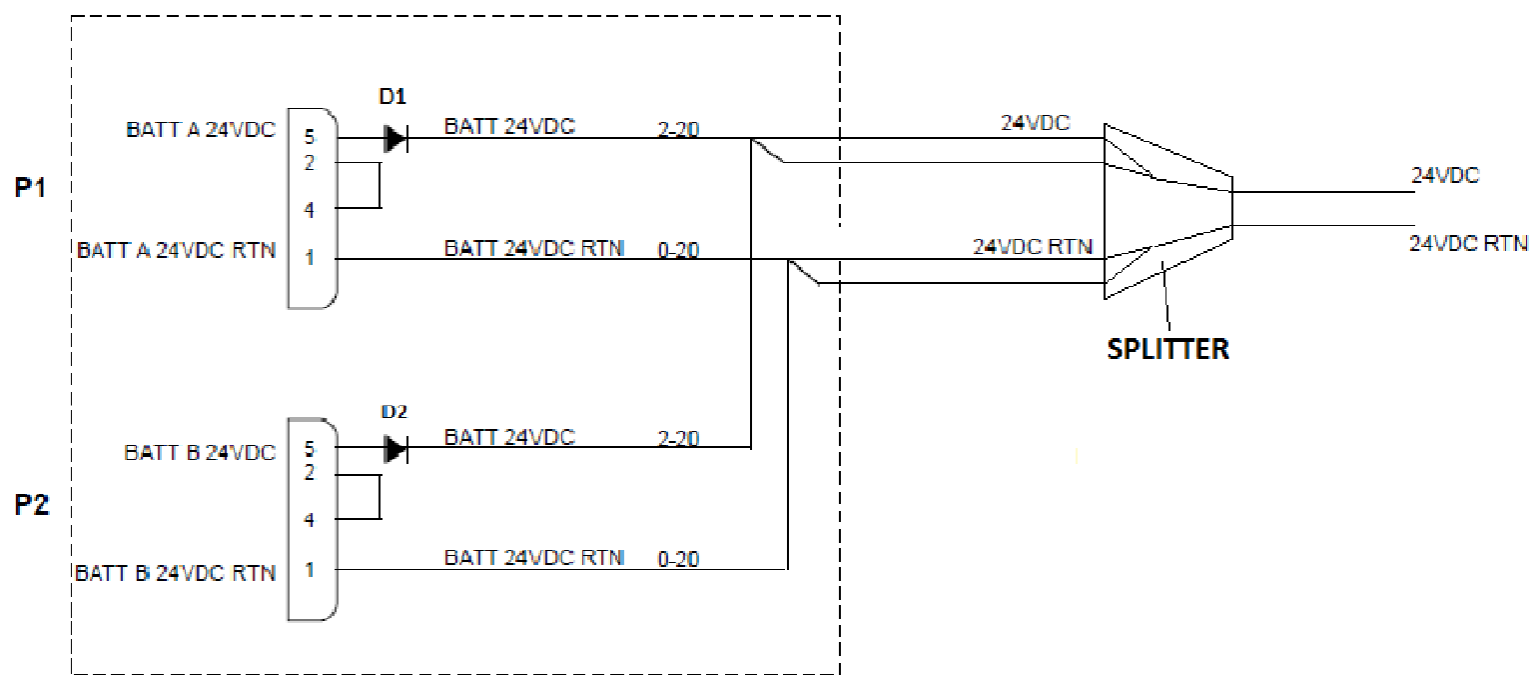 D1
BATT A 24VDC
5
BATT 24VDC
2-20
24VDC
2
P1
4
24VDC
BATT A 24VDC RTN
1
BATT 24VDC RTN
0-20
24VDC RTN
24VDC RTN
SPLITTER
D2
BATT B 24VDC
5
BATT 24VDC
2-20
2
P2
4
BATT B 24VDC RTN
1
BATT 24VDC RTN
0-20